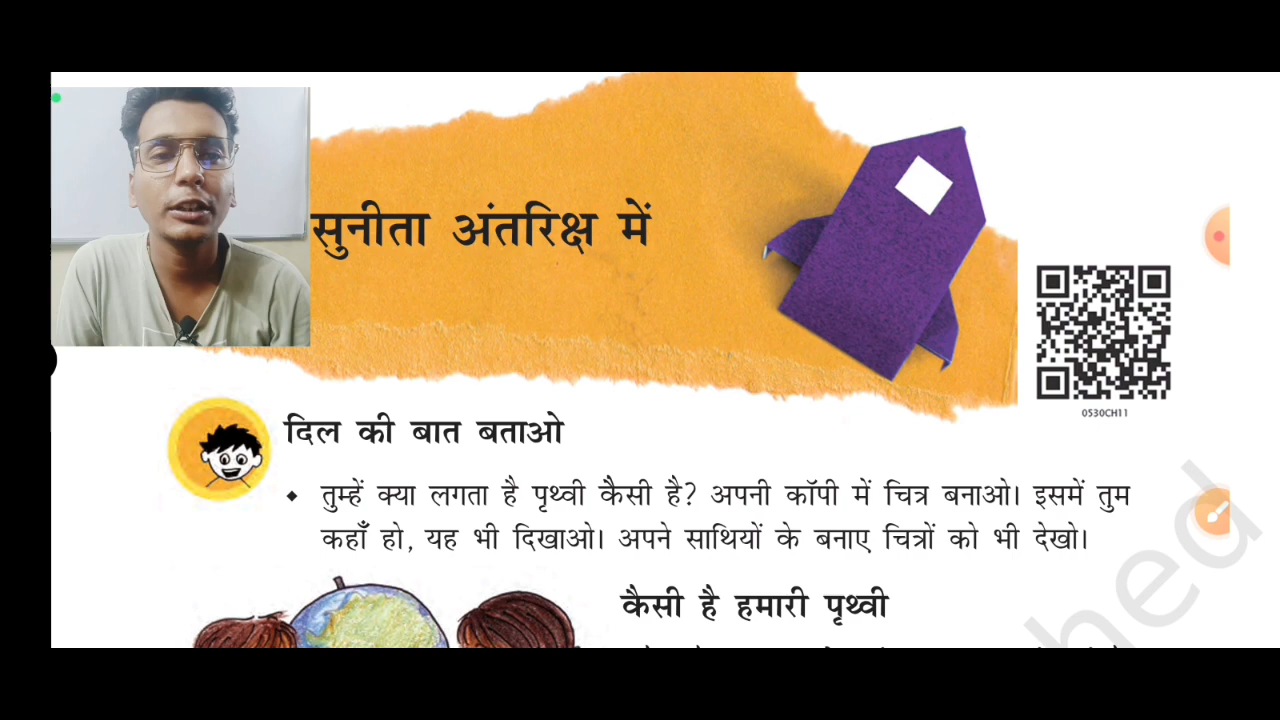 सुनीता अंतरिक्ष में
0530CH11
दिल की बात बताओ
◆ तुम्हें क्या लगता है पृथ्वी कैसी है? अपनी कॉपी में चित्र बनाओ। इसमें तुम
कहाँ हो, यह भी दिखाओ। अपने साथियों के बनाए चित्रों को भी देखो।
कैसी है हमारी पृथ्वी